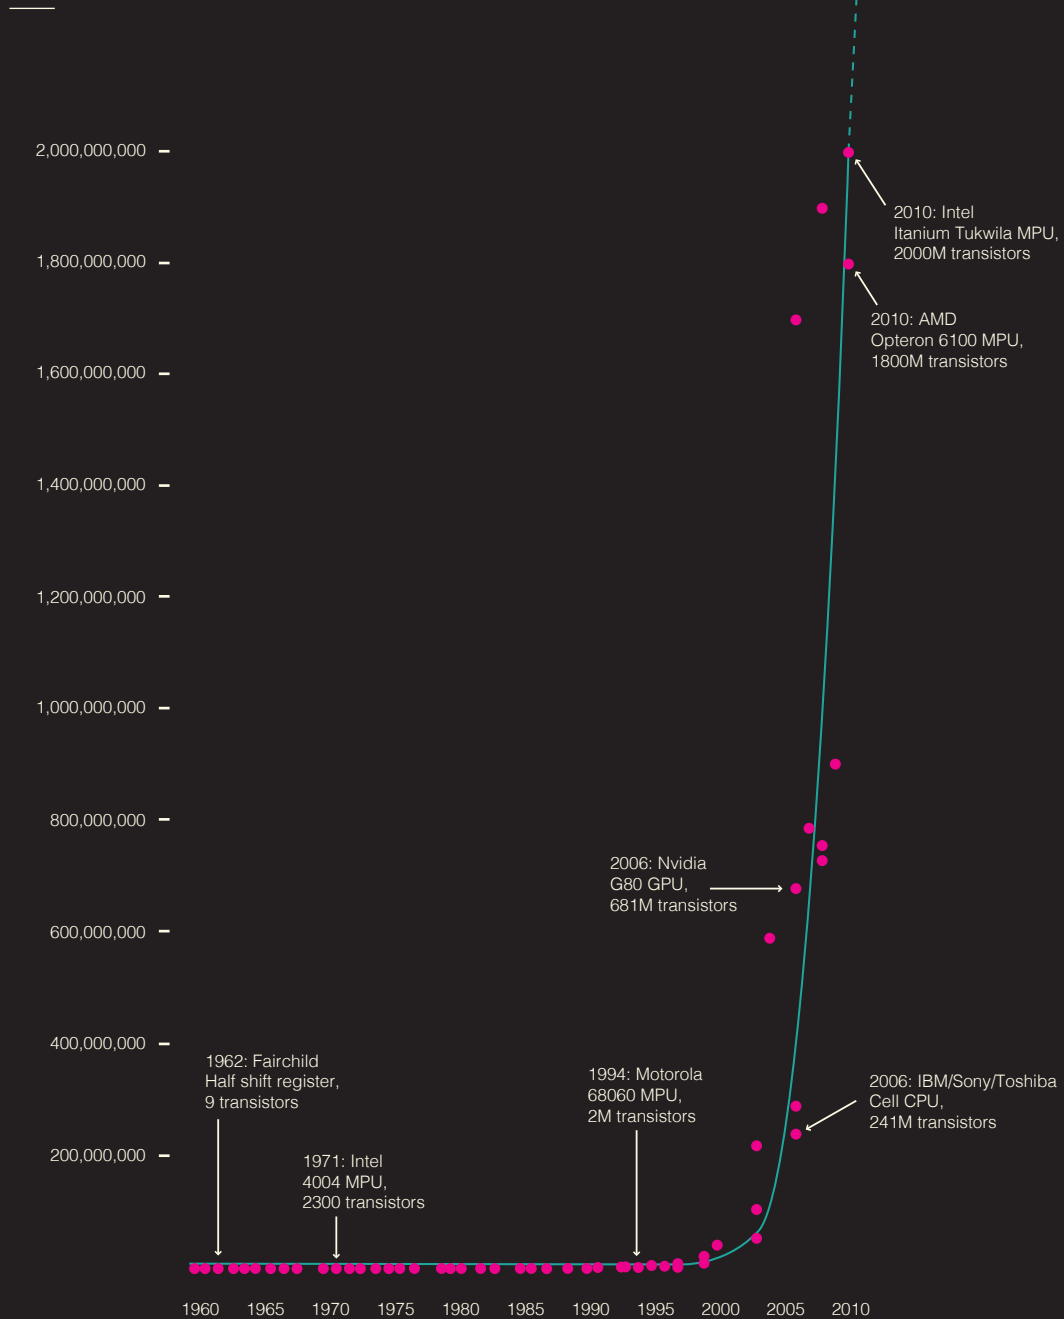 2,000,000,000
1,800,000,000
1,600,000,000
1,400,000,000
1,200,000,000
1,000,000,000
800,000,000
600,000,000
400,000,000
200,000,000
2010: Intel
Itanium Tukwila MPU,
2000M transistors
2010: AMD
Opteron 6100 MPU,
1800M transistors
2006: Nvidia
G80 GPU,
681M transistors
1962: Fairchild
Half shift register,
9 transistors
1971: Intel
4004 MPU,
2300 transistors
1994: Motorola
68060 MPU,
2M transistors
2006: IBM/Sony/Toshiba
Cell CPU,
241M transistors
1960 1965 1970 1975 1980 1985 1990 1995 2000 2005 2010